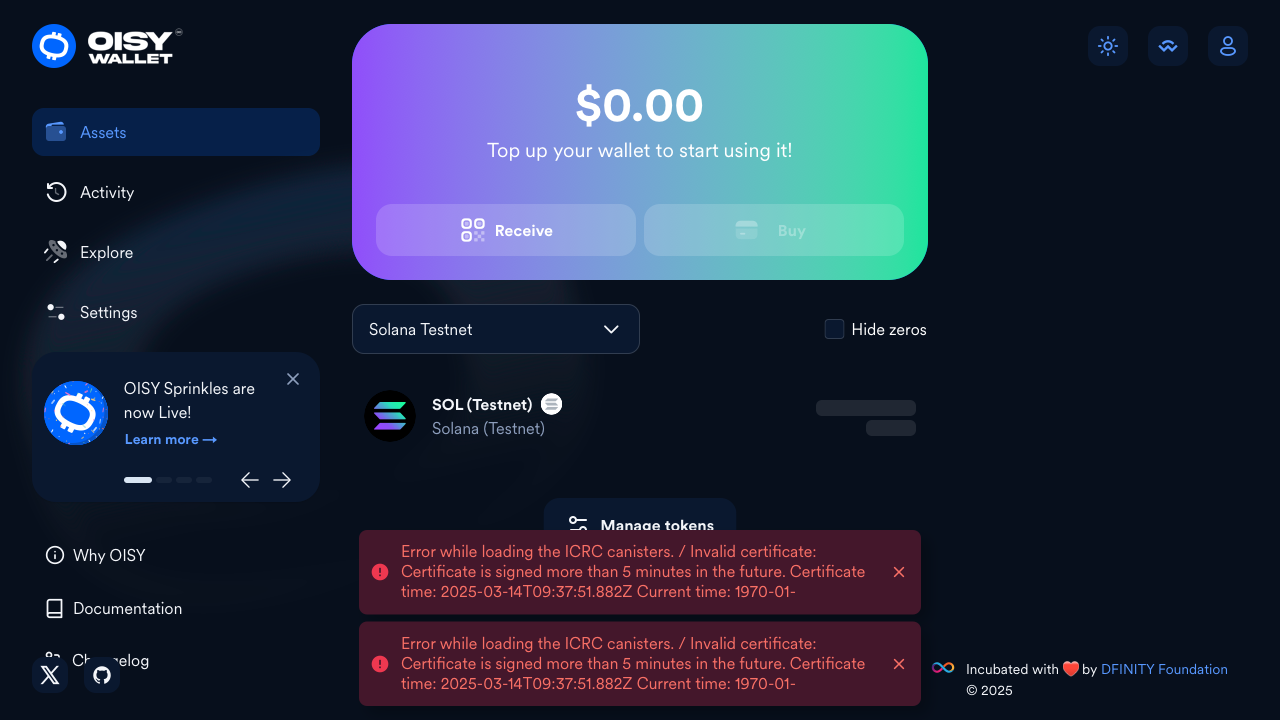 OISY
WALLET
Assets
Activity
Explore
Settings
OISY Sprinkles are
now Live!
Learn more →
Why OISY
Documentation
Changelog
$0.00
Top up your wallet to start using it!
Receive
Buy
Solana Testnet
Hide zeros
SOL (Testnet)
Solana (Testnet)
Manage tokens
Error while loading the ICRC canisters. / Invalid certificate:
Certificate is signed more than 5 minutes in the future. Certificate
time: 2025-03-14T09:37:51.882Z Current time: 1970-01-
Error while loading the ICRC canisters. / Invalid certificate:
Certificate is signed more than 5 minutes in the future. Certificate
time: 2025-03-14T09:37:51.882Z Current time: 1970-01-
Incubated with ❤️ by DFINITY Foundation
© 2025